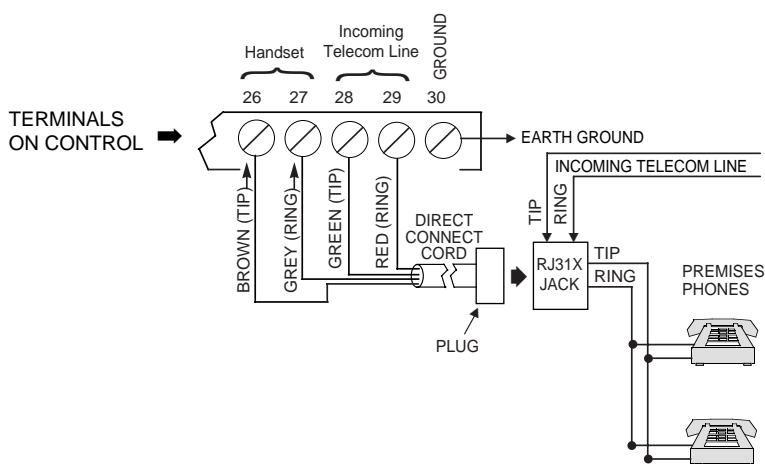 Handset
Incoming
Telecom Line
GROUND
26 27 28 29 30
TERMINALS
ON CONTROL
EARTH GROUND
INCOMING TELECOM LINE
BROWN (TIP)
GREY (RING)
GREEN (TIP)
RED (RING)
DIRECT
CONNECT
CORD
TIP
RING
RJ31X
JACK
TIP
RING
PREMISES
PHONES
PLUG